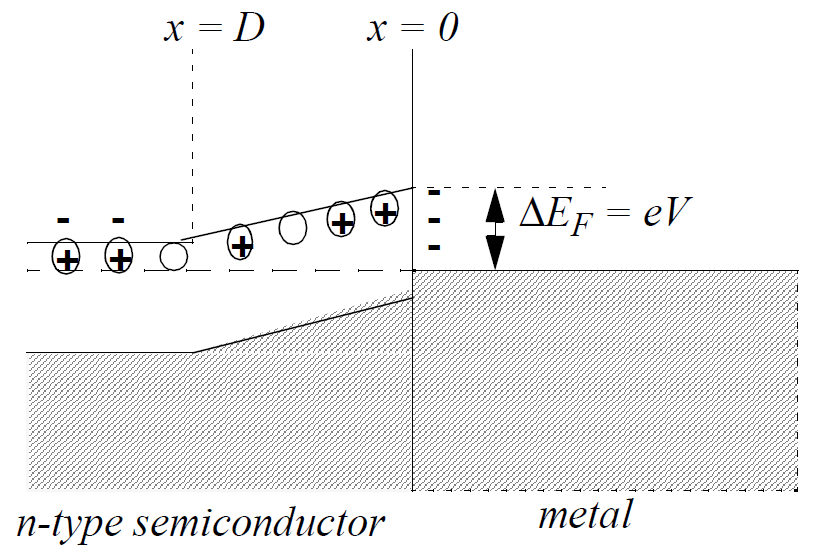 x = D
x = 0
- -
-
-
-
ΔE_F = eV
+ + + + +
n-type semiconductor
metal